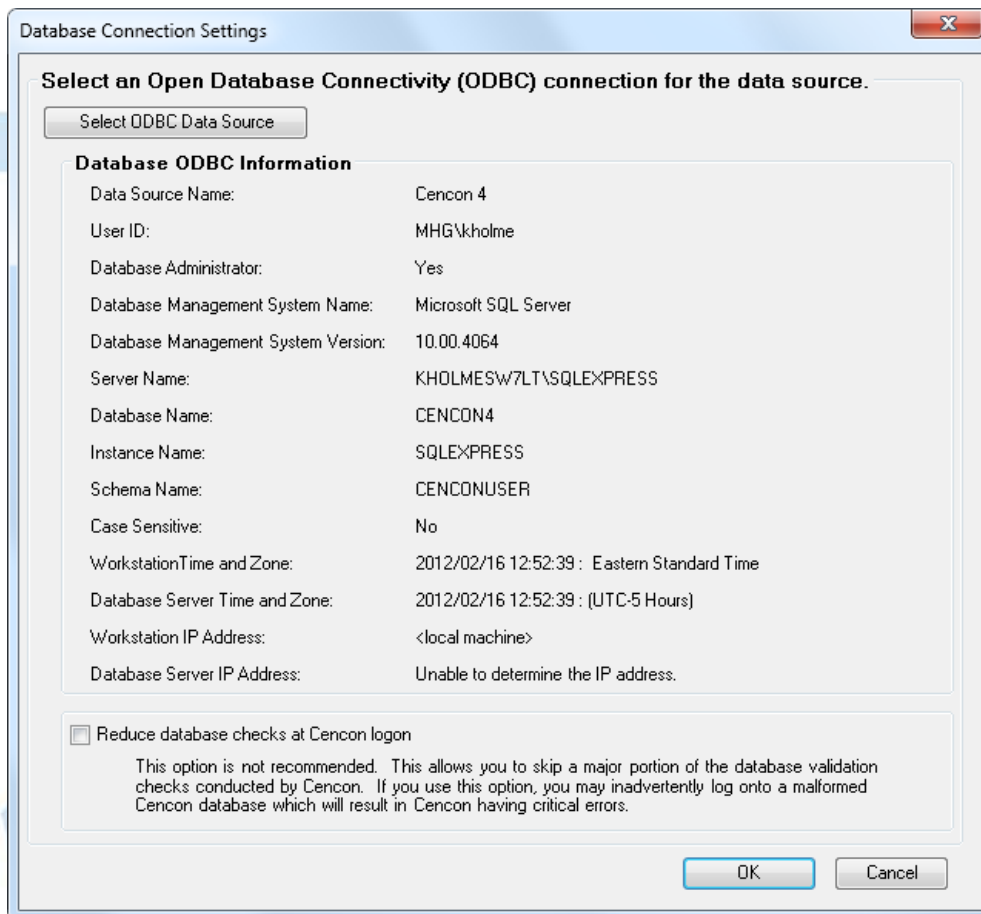 Database Connection Settings
Select an Open Database Connectivity (ODBC) connection for the data source.
Select ODBC Data Source
Database ODBC Information
Data Source Name: Cencon 4
User ID: MHG\kholme
Database Administrator: Yes
Database Management System Name: Microsoft SQL Server
Database Management System Version: 10.00.4064
Server Name: KHOLMESW7LT\SQLEXPRESS
Database Name: CENCON4
Instance Name: SQLEXPRESS
Schema Name: CENCONUSER
Case Sensitive: No
WorkstationTime and Zone: 2012/02/16 12:52:39 : Eastern Standard Time
Database Server Time and Zone: 2012/02/16 12:52:39 : (UTC-5 Hours)
Workstation IP Address: <local machine>
Database Server IP Address: Unable to determine the IP address.
Reduce database checks at Cencon logon
This option is not recommended. This allows you to skip a major portion of the database validation
checks conducted by Cencon. If you use this option, you may inadvertently log onto a malformed
Cencon database which will result in Cencon having critical errors.
OK Cancel